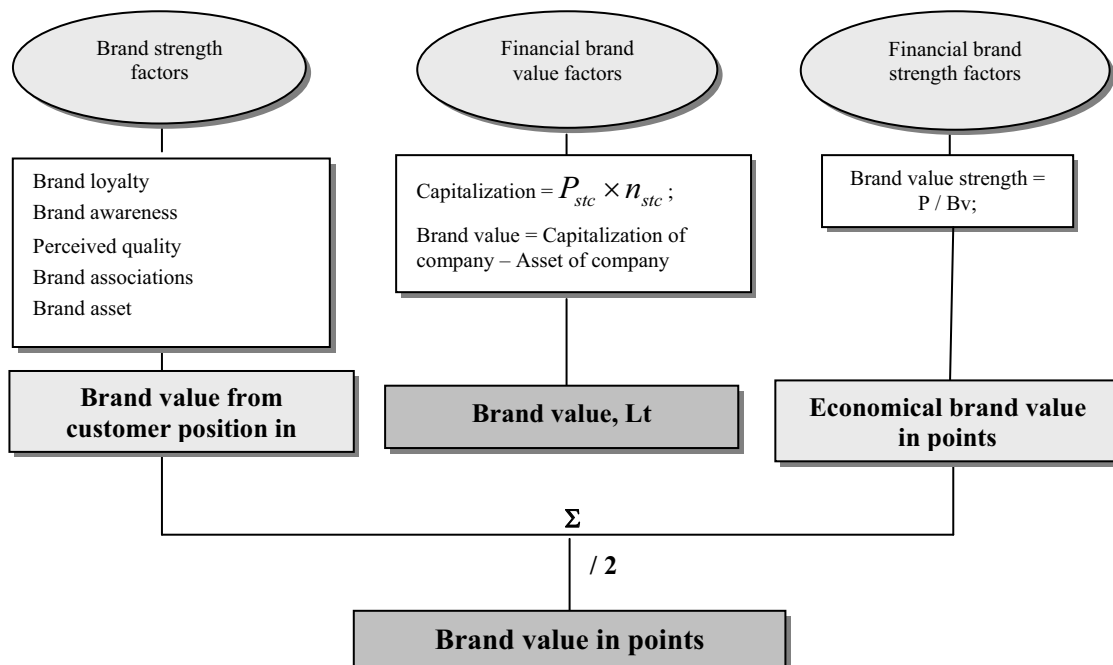 Brand strength
factors
Financial brand
value factors
Financial brand
strength factors
Brand loyalty
Brand awareness
Perceived quality
Brand associations
Brand asset
Capitalization = P_stc × n_stc ;
Brand value = Capitalization of
company – Asset of company
Brand value strength =
P / Bv;
Brand value from
customer position in
Brand value, Lt
Economical brand value
in points
Σ
/ 2
Brand value in points